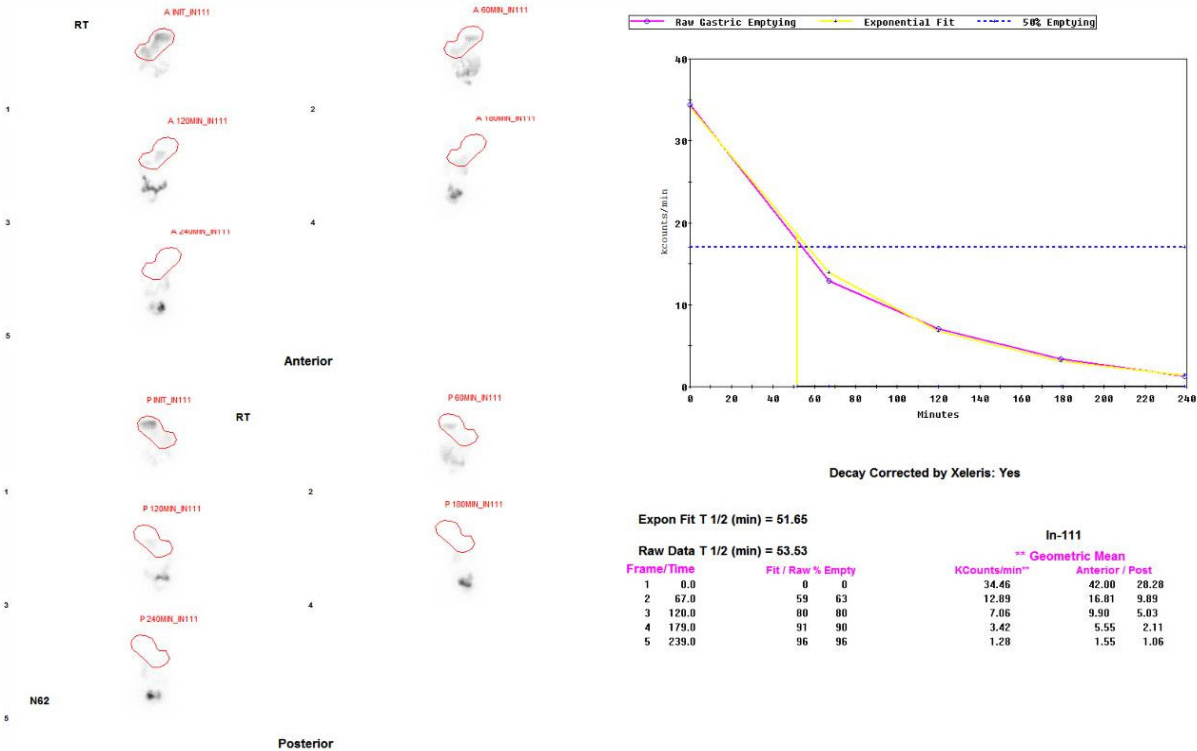 A INIT_IN111
A 60MIN_IN111
RT
1
2
A 120MIN_IN111
A 180MIN_IN111
3
4
A 240MIN_IN111
5
Anterior
P INIT_IN111
P 60MIN_IN111
RT
1
2
P 120MIN_IN111
P 180MIN_IN111
3
4
P 240MIN_IN111
N62
5
Posterior
Raw Gastric Emptying Exponential Fit 50% Emptying
40
30
20
10
0
kcounts/min
0 20 40 60 80 100 120 140 160 180 200 220 240
Minutes
Decay Corrected by Xeleris: Yes
Expon Fit T 1/2 (min) = 51.65
In-111
Raw Data T 1/2 (min) = 53.53
** Geometric Mean
Frame/Time Fit / Raw % Empty KCounts/min** Anterior / Post
1 0.0 0 0 34.46 42.00 28.28
2 67.0 59 63 12.89 16.81 9.89
3 120.0 80 80 7.06 9.90 5.03
4 179.0 91 90 3.42 5.55 2.11
5 239.0 96 96 1.28 1.55 1.06